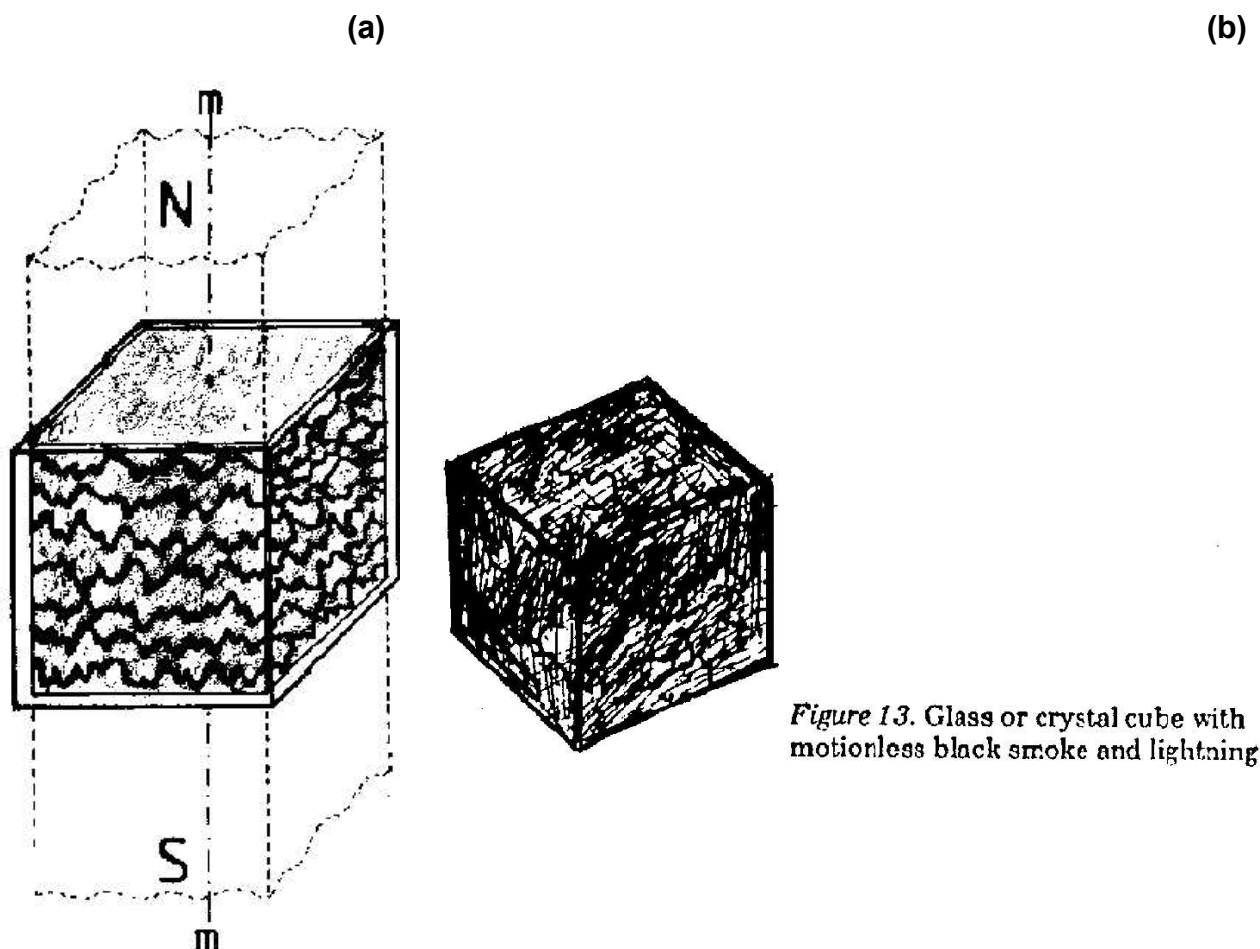 (a)
(b)
m
N
Figure 13. Glass or crystal cube with
motionless black smoke and lightning
S
m